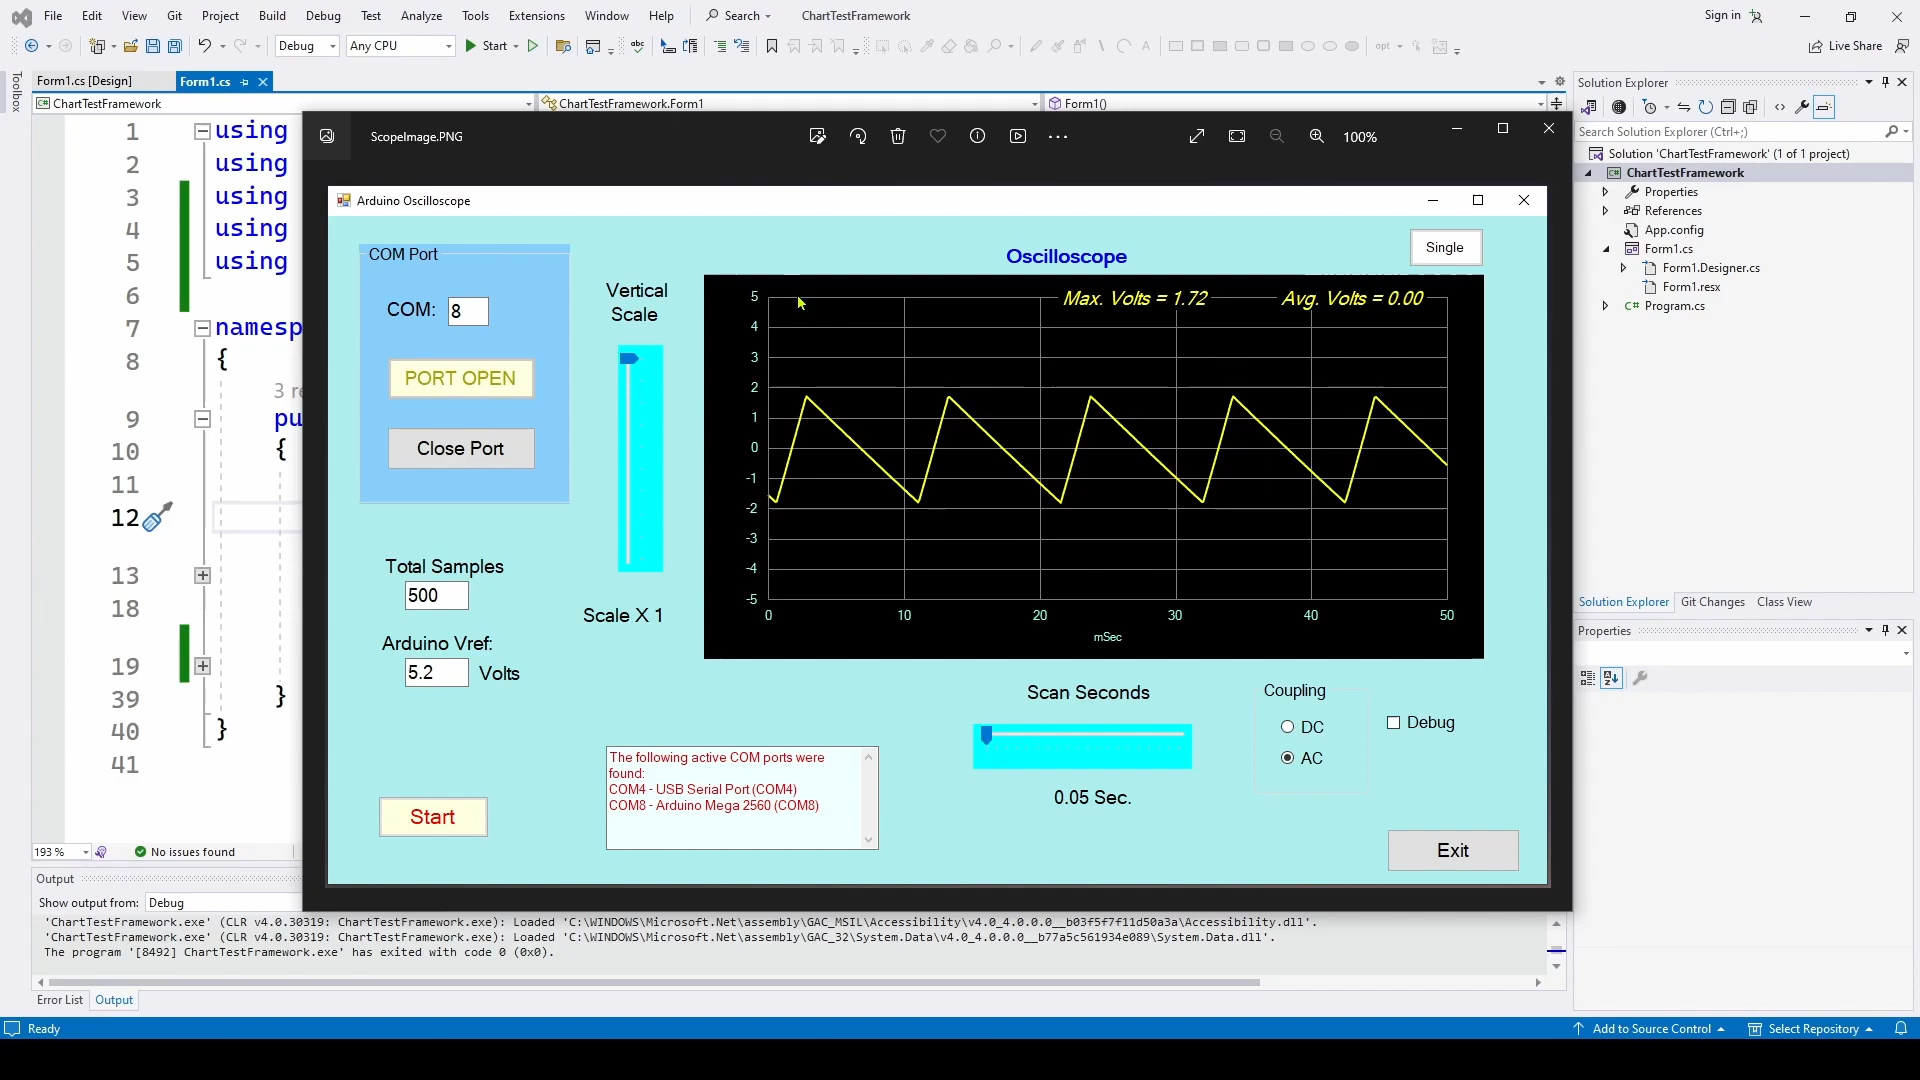 File Edit View Git Project Build Debug Test Analyze Tools Extensions Window Help Search ChartTestFramework Sign in
Debug Any CPU Start Live Share
Toolbox
Form1.cs [Design] Form1.cs
ChartTestFramework ChartTestFramework.Form1 Form1()
1 using
2 using
3 using
4 using
5 using
6
7 namesp
8 {
3 re
9 pu
10 {
11
12
13
18
19
39 }
40 }
41
193 % No issues found
ScopeImage.PNG 100%
Arduino Oscilloscope
COM Port
COM: 8
PORT OPEN
Close Port
Total Samples
500
Arduino Vref:
5.2 Volts
Start
Vertical
Scale
Scale X 1
Oscilloscope
Single
Max. Volts = 1.72 Avg. Volts = 0.00
5
4
3
2
1
0
-1
-2
-3
-4
-5
0 10 20 30 40 50
mSec
Scan Seconds
0.05 Sec.
Coupling
DC
AC
Debug
The following active COM ports were
found:
COM4 - USB Serial Port (COM4)
COM8 - Arduino Mega 2560 (COM8)
Exit
Solution Explorer
Search Solution Explorer (Ctrl+;)
Solution 'ChartTestFramework' (1 of 1 project)
ChartTestFramework
Properties
References
App.config
Form1.cs
Form1.Designer.cs
Form1.resx
Program.cs
Solution Explorer Git Changes Class View
Properties
Output
Show output from: Debug
'ChartTestFramework.exe' (CLR v4.0.30319: ChartTestFramework.exe): Loaded 'C:\WINDOWS\Microsoft.Net\assembly\GAC_MSIL\Accessibility\v4.0_4.0.0.0__b03f5f7f11d50a3a\Accessibility.dll'.
'ChartTestFramework.exe' (CLR v4.0.30319: ChartTestFramework.exe): Loaded 'C:\WINDOWS\Microsoft.Net\assembly\GAC_32\System.Data\v4.0_4.0.0.0__b77a5c561934e089\System.Data.dll'.
The program '[8492] ChartTestFramework.exe' has exited with code 0 (0x0).
Error List Output
Ready Add to Source Control Select Repository